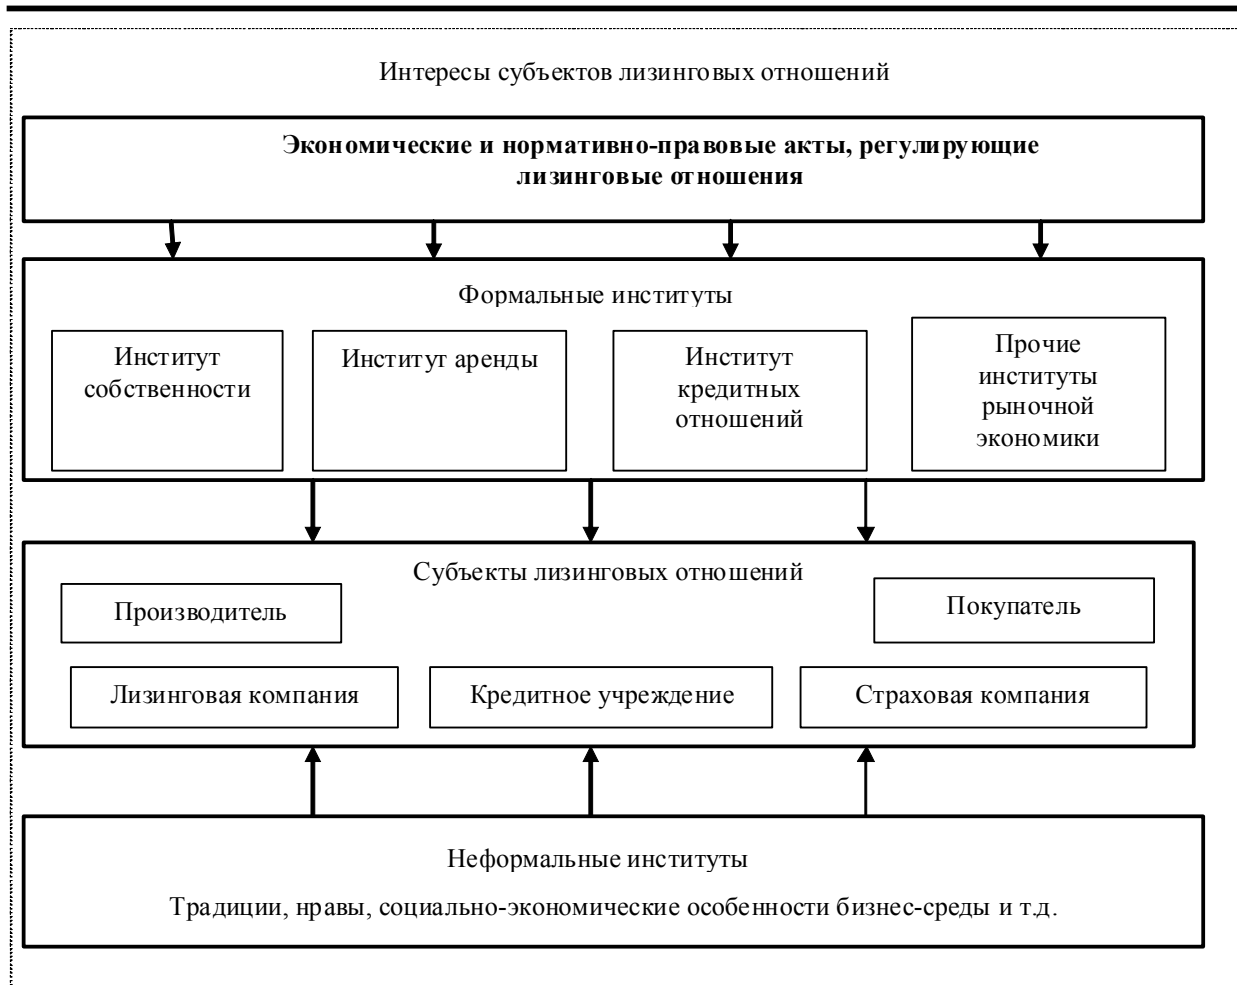 Интересы субъектов лизинговых отношений
Экономические и нормативно-правовые акты, регулирующие
лизинговые отношения
Формальные институты
Институт
собственности
Институт аренды
Институт
кредитных
отношений
Прочие
институты
рыночной
экономики
Субъекты лизинговых отношений
Производитель
Покупатель
Лизинговая компания
Кредитное учреждение
Страховая компания
Неформальные институты
Традиции, нравы, социально-экономические особенности бизнес-среды и т.д.